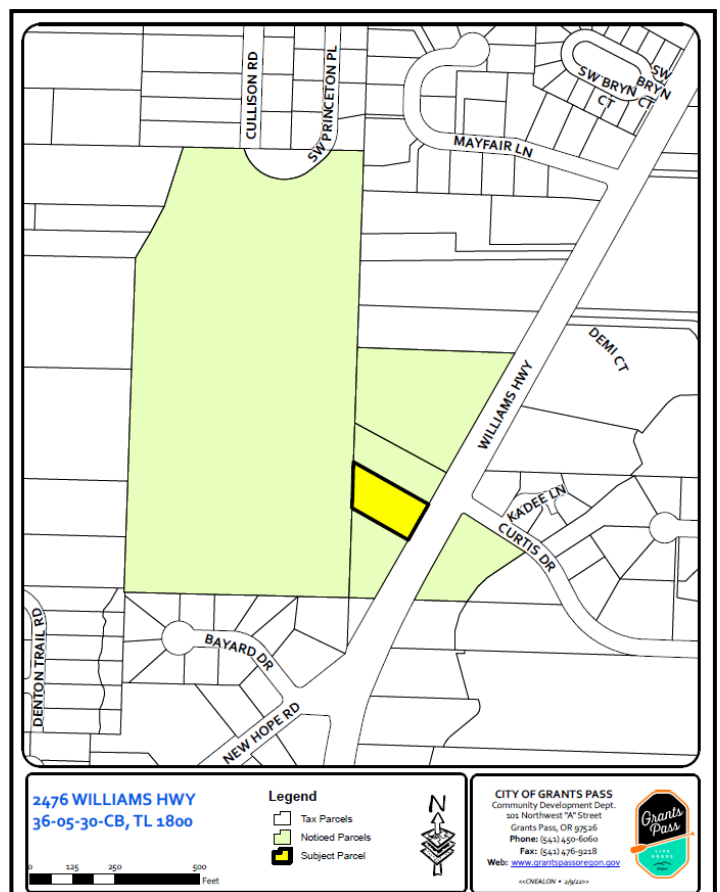 CULLISON RD
SW PRINCETON PL
SW BRYN CT
SW BRYN CT
MAYFAIR LN
DEMI CT
WILLIAMS HWY
KADEE LN
CURTIS DR
DENTON TRAIL RD
BAYARD DR
NEW HOPE RD
2476 WILLIAMS HWY
36-05-30-CB, TL 1800
0 125 250 500
Feet
Legend
Tax Parcels
Noticed Parcels
Subject Parcel
N
CITY OF GRANTS PASS
Community Development Dept.
101 Northwest "A" Street
Grants Pass, OR 97526
Phone: (541) 450-6060
Fax: (541) 476-9218
Web: www.grantspassoregon.gov
<<CNEALON • 2/9/22>>
Grants
Pass